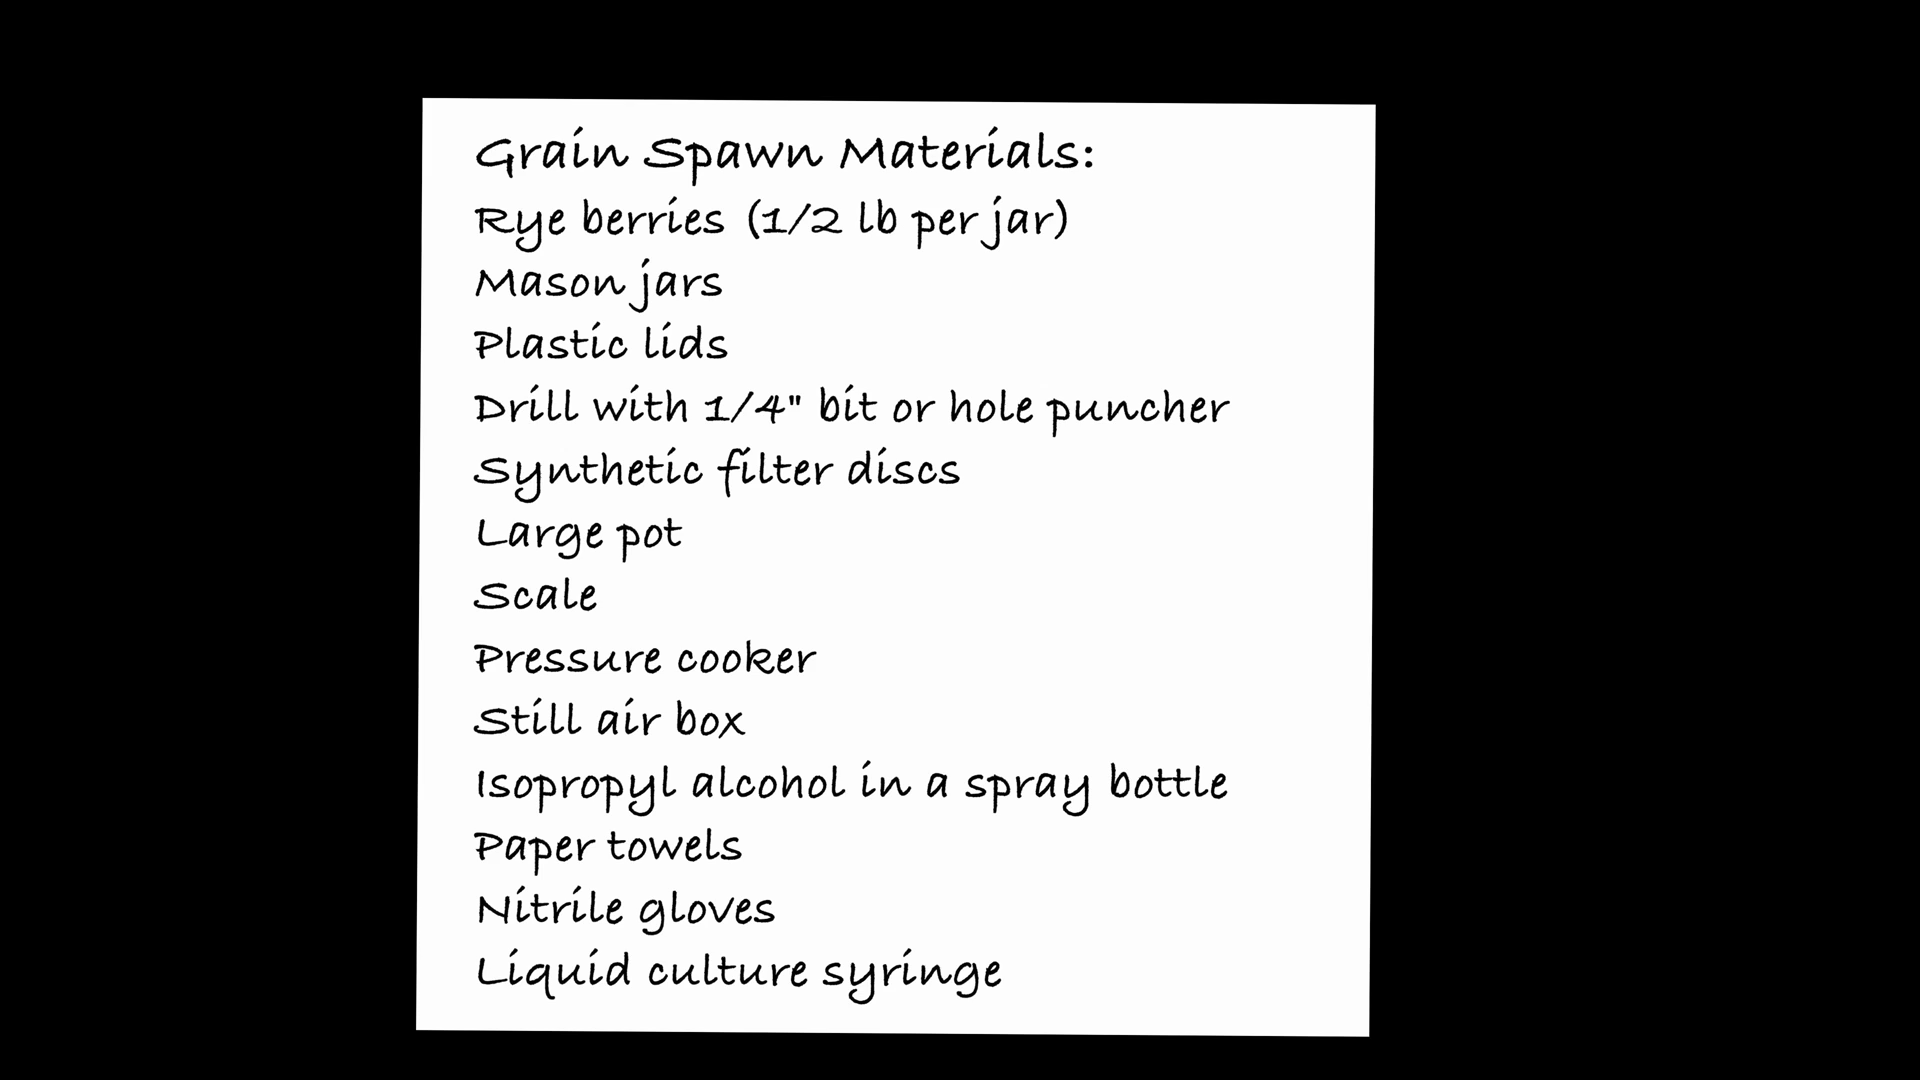 Grain Spawn Materials:
Rye berries (1/2 lb per jar)
Mason jars
Plastic lids
Drill with 1/4" bit or hole puncher
Synthetic filter discs
Large pot
Scale
Pressure cooker
Still air box
Isopropyl alcohol in a spray bottle
Paper towels
Nitrile gloves
Liquid culture syringe